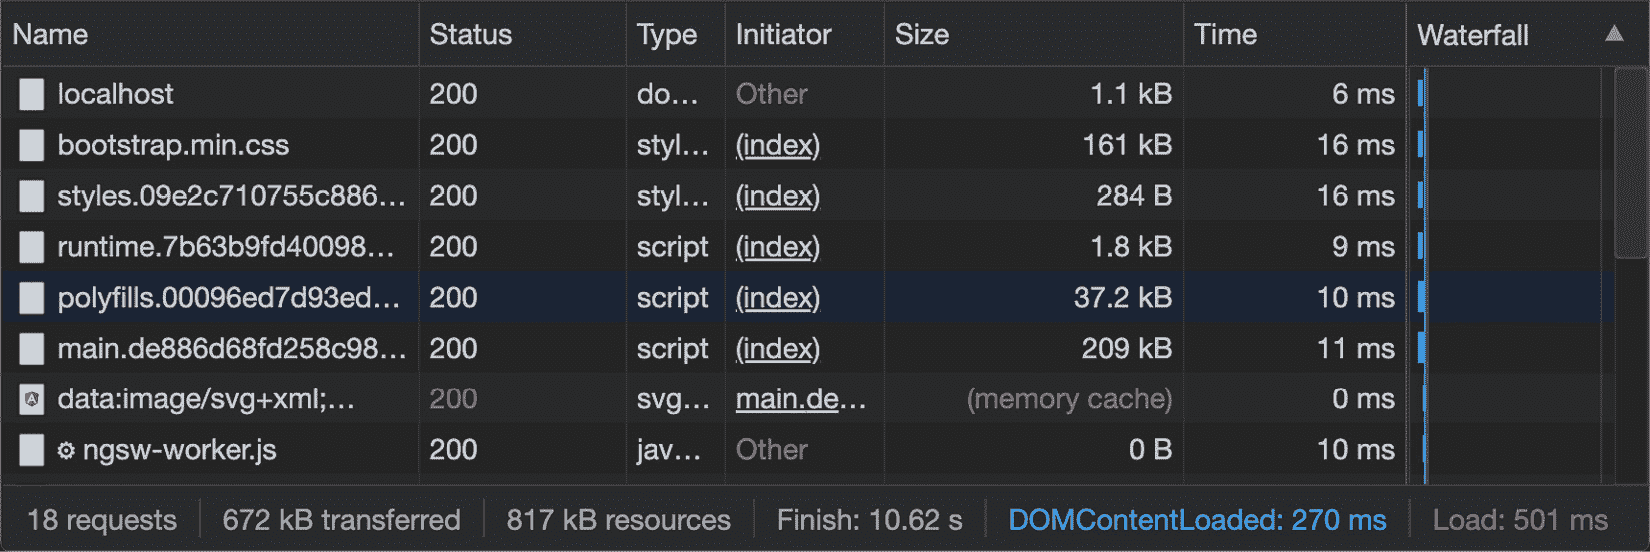 Name Status Type Initiator Size Time Waterfall ▲
localhost 200 do... Other 1.1 kB 6 ms
bootstrap.min.css 200 styl... (index) 161 kB 16 ms
styles.09e2c710755c886... 200 styl... (index) 284 B 16 ms
runtime.7b63b9fd40098... 200 script (index) 1.8 kB 9 ms
polyfills.00096ed7d93ed... 200 script (index) 37.2 kB 10 ms
main.de886d68fd258c98... 200 script (index) 209 kB 11 ms
data:image/svg+xml;... 200 svg... main.de... (memory cache) 0 ms
⚙ ngsw-worker.js 200 jav... Other 0 B 10 ms
18 requests 672 kB transferred 817 kB resources Finish: 10.62 s DOMContentLoaded: 270 ms Load: 501 ms